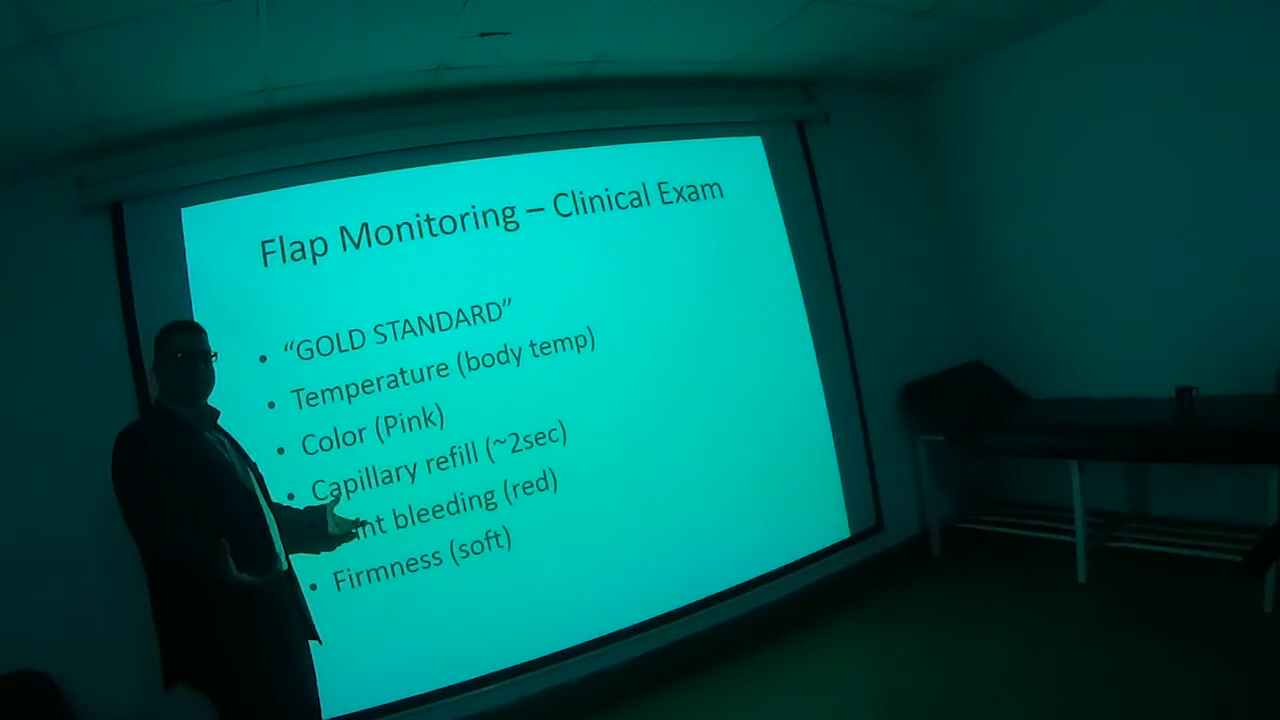 Flap Monitoring – Clinical Exam
• “GOLD STANDARD”
• Temperature (body temp)
• Color (Pink)
• Capillary refill (~2sec)
bleeding (red)
• Firmness (soft)